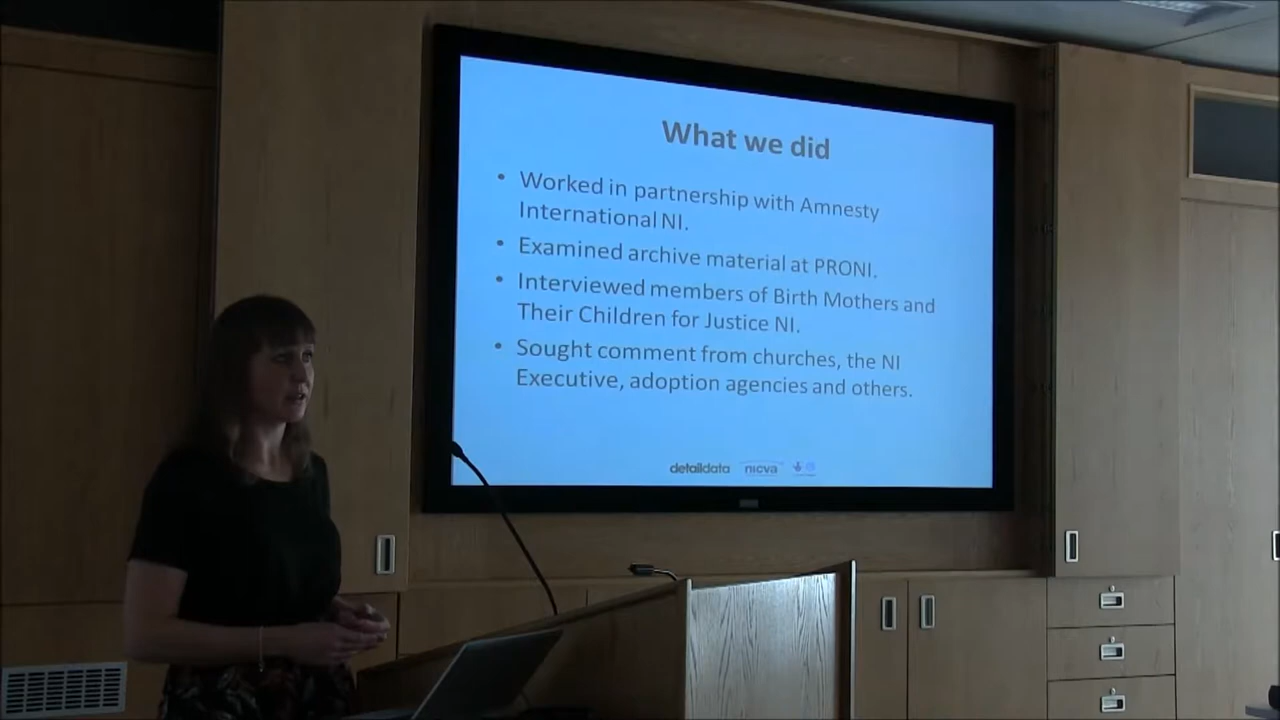 What we did
• Worked in partnership with Amnesty
International NI.
• Examined archive material at PRONI.
• Interviewed members of Birth Mothers and
Their Children for Justice NI.
• Sought comment from churches, the NI
Executive, adoption agencies and others.
detaildata nicva